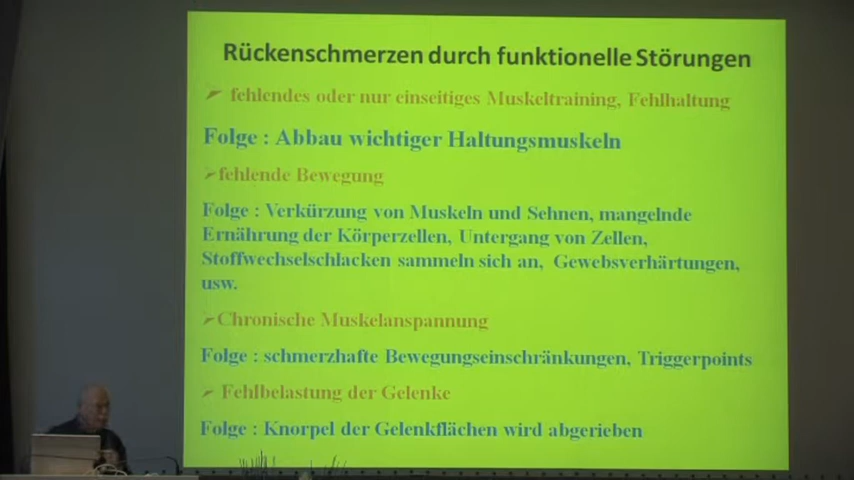 Rückenschmerzen durch funktionelle Störungen
➢ fehlendes oder nur einseitiges Muskeltraining, Fehlhaltung
Folge : Abbau wichtiger Haltungsmuskeln
➢fehlende Bewegung
Folge : Verkürzung von Muskeln und Sehnen, mangelnde
Ernährung der Körperzellen, Untergang von Zellen,
Stoffwechselschlacken sammeln sich an, Gewebsverhärtungen,
usw.
➢Chronische Muskelanspannung
Folge : schmerzhafte Bewegungseinschränkungen, Triggerpoints
➢ Fehlbelastung der Gelenke
Folge : Knorpel der Gelenkflächen wird abgerieben